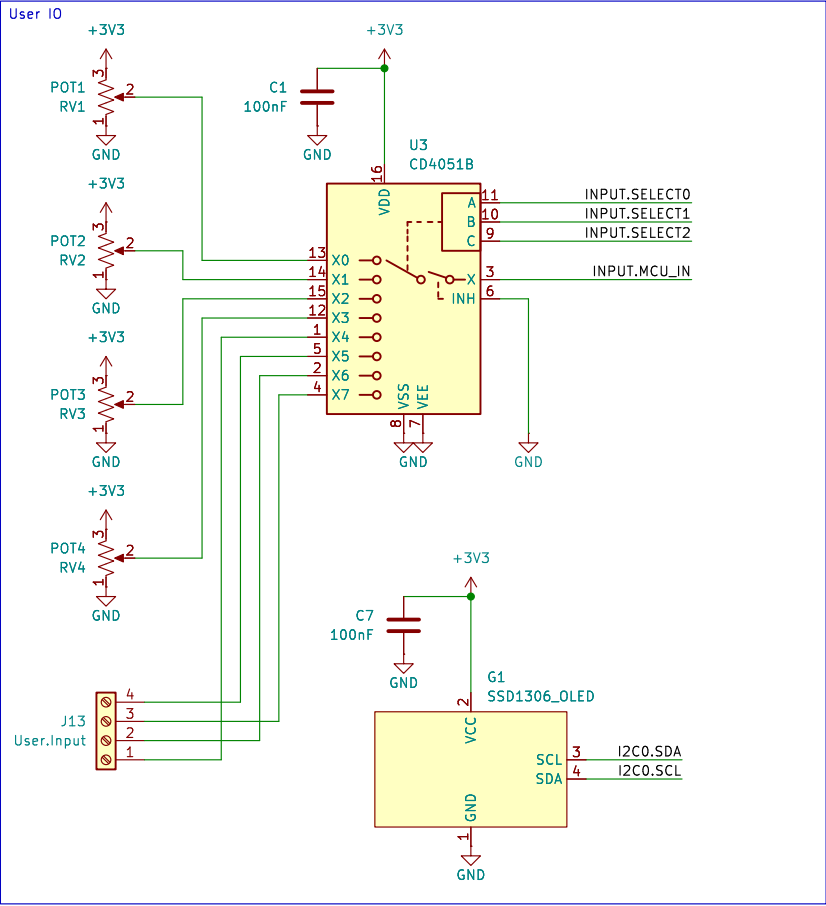 User IO
+3V3
3
POT1
RV1
2
1
GND
+3V3
C1
100nF
GND
+3V3
3
POT2
RV2
2
1
GND
+3V3
3
POT3
RV3
2
1
GND
+3V3
3
POT4
RV4
2
1
GND
U3
CD4051B
16
VDD
13 X0
14 X1
15 X2
12 X3
1 X4
5 X5
2 X6
4 X7
A 11 INPUT.SELECT0
B 10 INPUT.SELECT1
C 9 INPUT.SELECT2
X 3 INPUT.MCU_IN
INH 6
VSS VEE
8 7
GND
GND
J13
User.Input
4
3
2
1
+3V3
C7
100nF
GND
G1
SSD1306_OLED
2
VCC
SCL 3 I2C0.SDA
SDA 4 I2C0.SCL
GND
1
GND